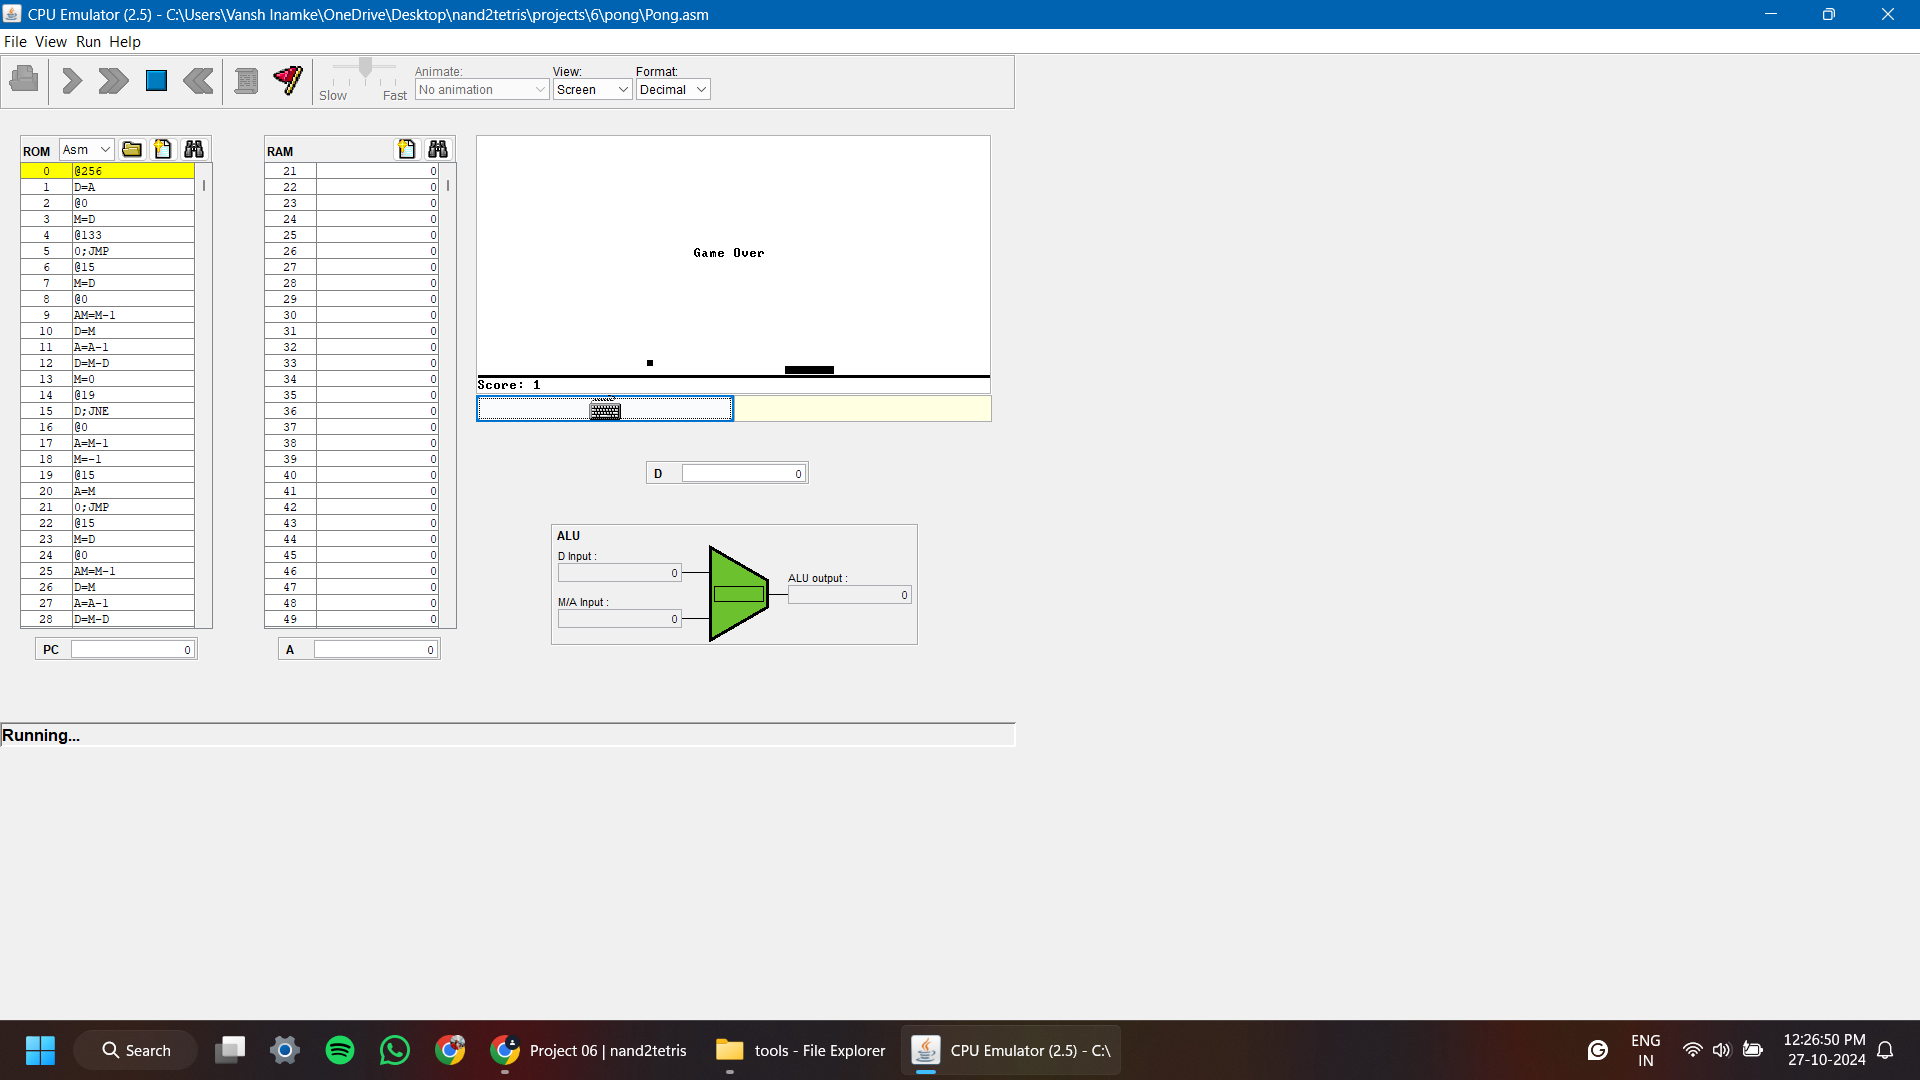 CPU Emulator (2.5) - C:\Users\Vansh Inamke\OneDrive\Desktop\nand2tetris\projects\6\pong\Pong.asm
File View Run Help
Slow Fast
Animate:
No animation
View:
Screen
Format:
Decimal
ROM Asm
0 @256
1 D=A
2 @0
3 M=D
4 @133
5 0;JMP
6 @15
7 M=D
8 @0
9 AM=M-1
10 D=M
11 A=A-1
12 D=M-D
13 M=0
14 @19
15 D;JNE
16 @0
17 A=M-1
18 M=-1
19 @15
20 A=M
21 0;JMP
22 @15
23 M=D
24 @0
25 AM=M-1
26 D=M
27 A=A-1
28 D=M-D
PC 0
RAM
21 0
22 0
23 0
24 0
25 0
26 0
27 0
28 0
29 0
30 0
31 0
32 0
33 0
34 0
35 0
36 0
37 0
38 0
39 0
40 0
41 0
42 0
43 0
44 0
45 0
46 0
47 0
48 0
49 0
A 0
Game Over
Score: 1
D 0
ALU
D Input :
0
M/A Input :
0
ALU output :
0
Running...
Search
Project 06 | nand2tetris
tools - File Explorer
CPU Emulator (2.5) - C:\
ENG
IN
12:26:50 PM
27-10-2024